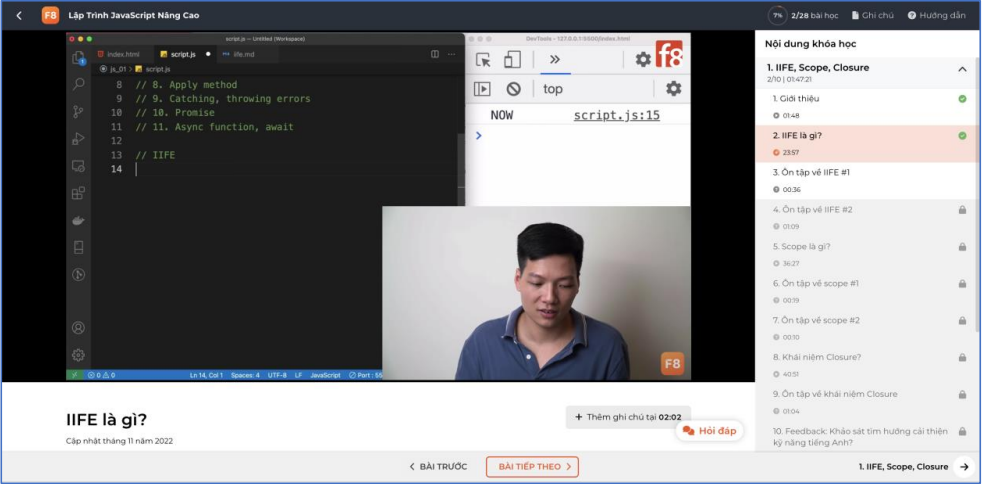 F8 Lập Trình JavaScript Nâng Cao
7% 2/28 bài học Ghi chú Hướng dẫn
script.js — Untitled (Workspace)
index.html script.js iife.md
js_01 > script.js
8 // 8. Apply method
9 // 9. Catching, throwing errors
10 // 10. Promise
11 // 11. Async function, await
12
13 // IIFE
14
0 0 Ln 14, Col 1 Spaces: 4 UTF-8 LF JavaScript Port : 55
DevTools - 127.0.0.1:5500/index.html
f8
top
NOW script.js:15
F8
IIFE là gì?
Cập nhật tháng 11 năm 2022
+ Thêm ghi chú tại 02:02
Hỏi đáp
Nội dung khóa học
1. IIFE, Scope, Closure
2/10 | 01:47:21
1. Giới thiệu
01:48
2. IIFE là gì?
23:57
3. Ôn tập về IIFE #1
00:36
4. Ôn tập về IIFE #2
01:09
5. Scope là gì?
36:27
6. Ôn tập về scope #1
00:19
7. Ôn tập về scope #2
00:10
8. Khái niệm Closure?
40:51
9. Ôn tập về khái niệm Closure
01:04
10. Feedback: Khảo sát tìm hướng cải thiện
kỹ năng tiếng Anh?
BÀI TRƯỚC BÀI TIẾP THEO
1. IIFE, Scope, Closure